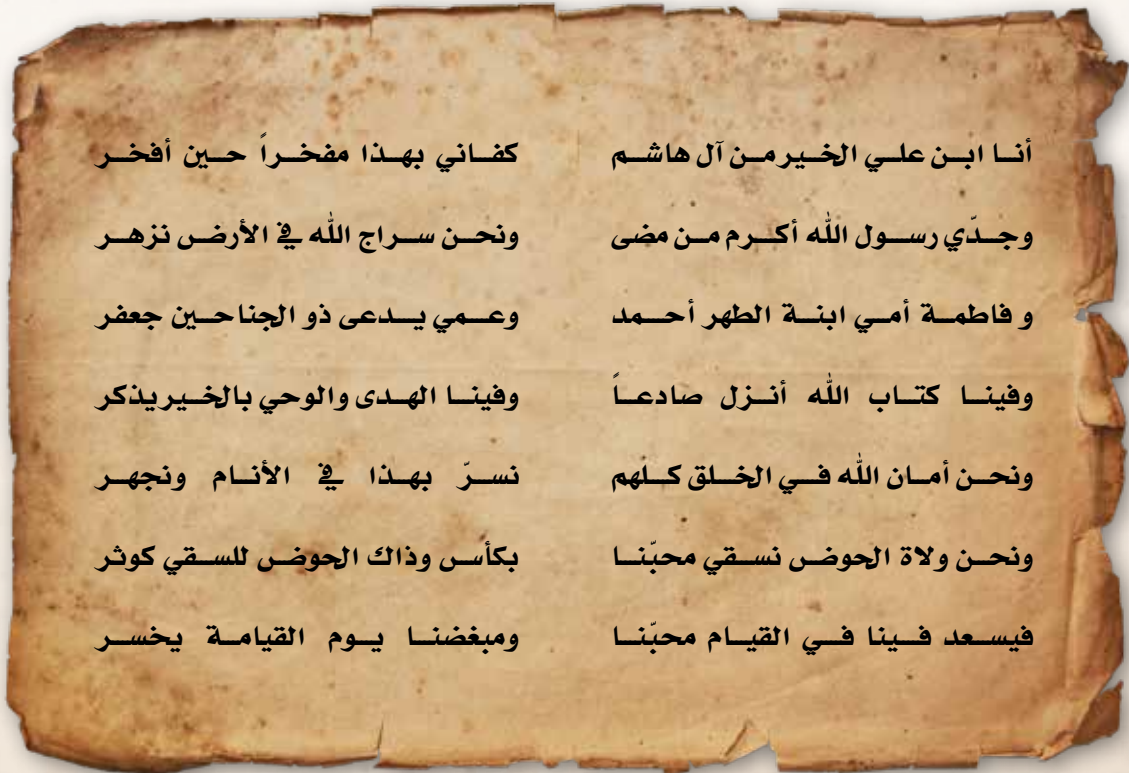 أنا ابن علي الخير من آل هاشم كفاني بهذا مفخراً حين أفخر
وجدّي رسول الله أكرم من مضى ونحن سراج الله في الأرض نزهر
و فاطمة أمي ابنة الطهر أحمد وعمي يدعى ذو الجناحين جعفر
وفينا كتاب الله أنزل صادعاً وفينا الهدى والوحي بالخير يذكر
ونحن أمان الله في الخلق كلهم نسرّ بهذا في الأنام ونجهر
ونحن ولاة الحوض نسقي محبّنا بكأس وذاك الحوض للسقي كوثر
فيسعد فينا في القيام محبّنا ومبغضنا يوم القيامة يخسر